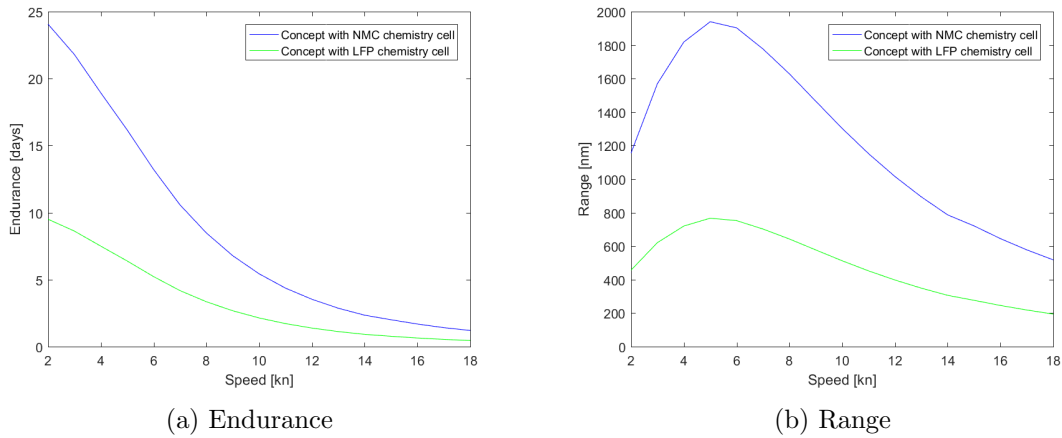 25
20
15
10
5
0
2 4 6 8 10 12 14 16 18
Endurance [days]
Speed [kn]
Concept with NMC chemistry cell
Concept with LFP chemistry cell
(a) Endurance
2000
1800
1600
1400
1200
1000
800
600
400
200
0
2 4 6 8 10 12 14 16 18
Range [nm]
Speed [kn]
Concept with NMC chemistry cell
Concept with LFP chemistry cell
(b) Range